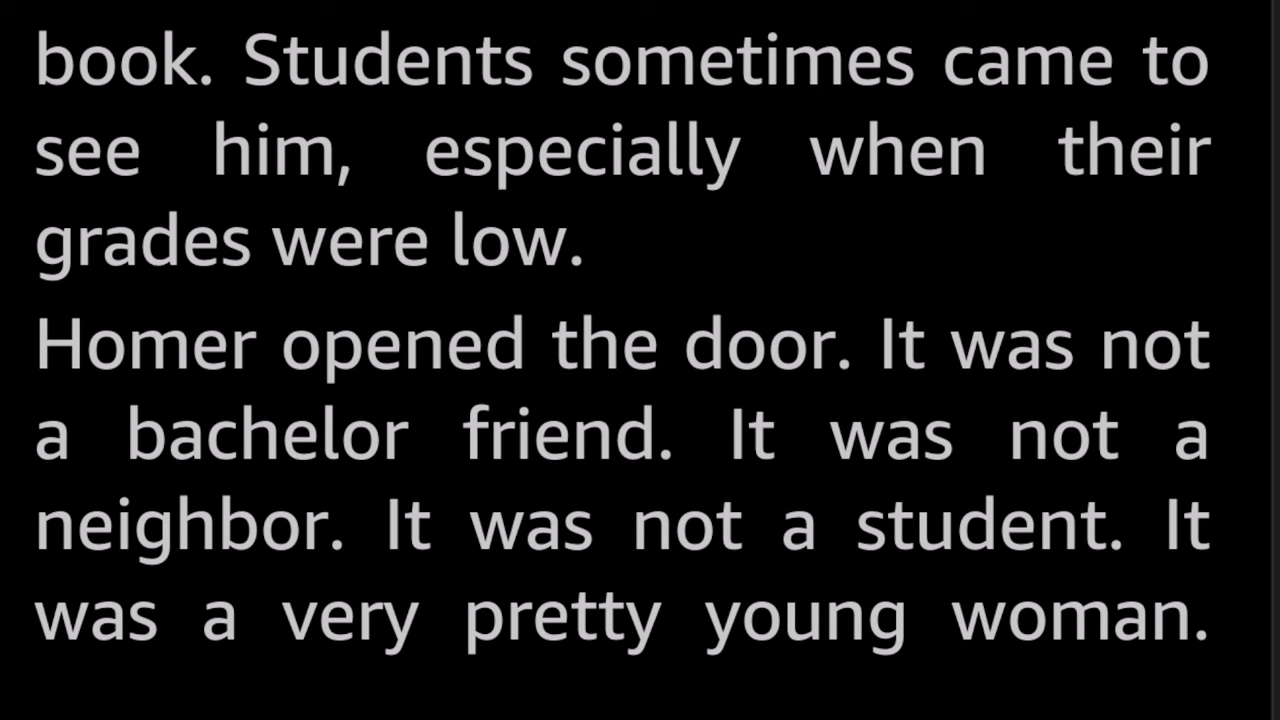 book. Students sometimes came to
see him, especially when their
grades were low.
Homer opened the door. It was not
a bachelor friend. It was not a
neighbor. It was not a student. It
was a very pretty young woman.